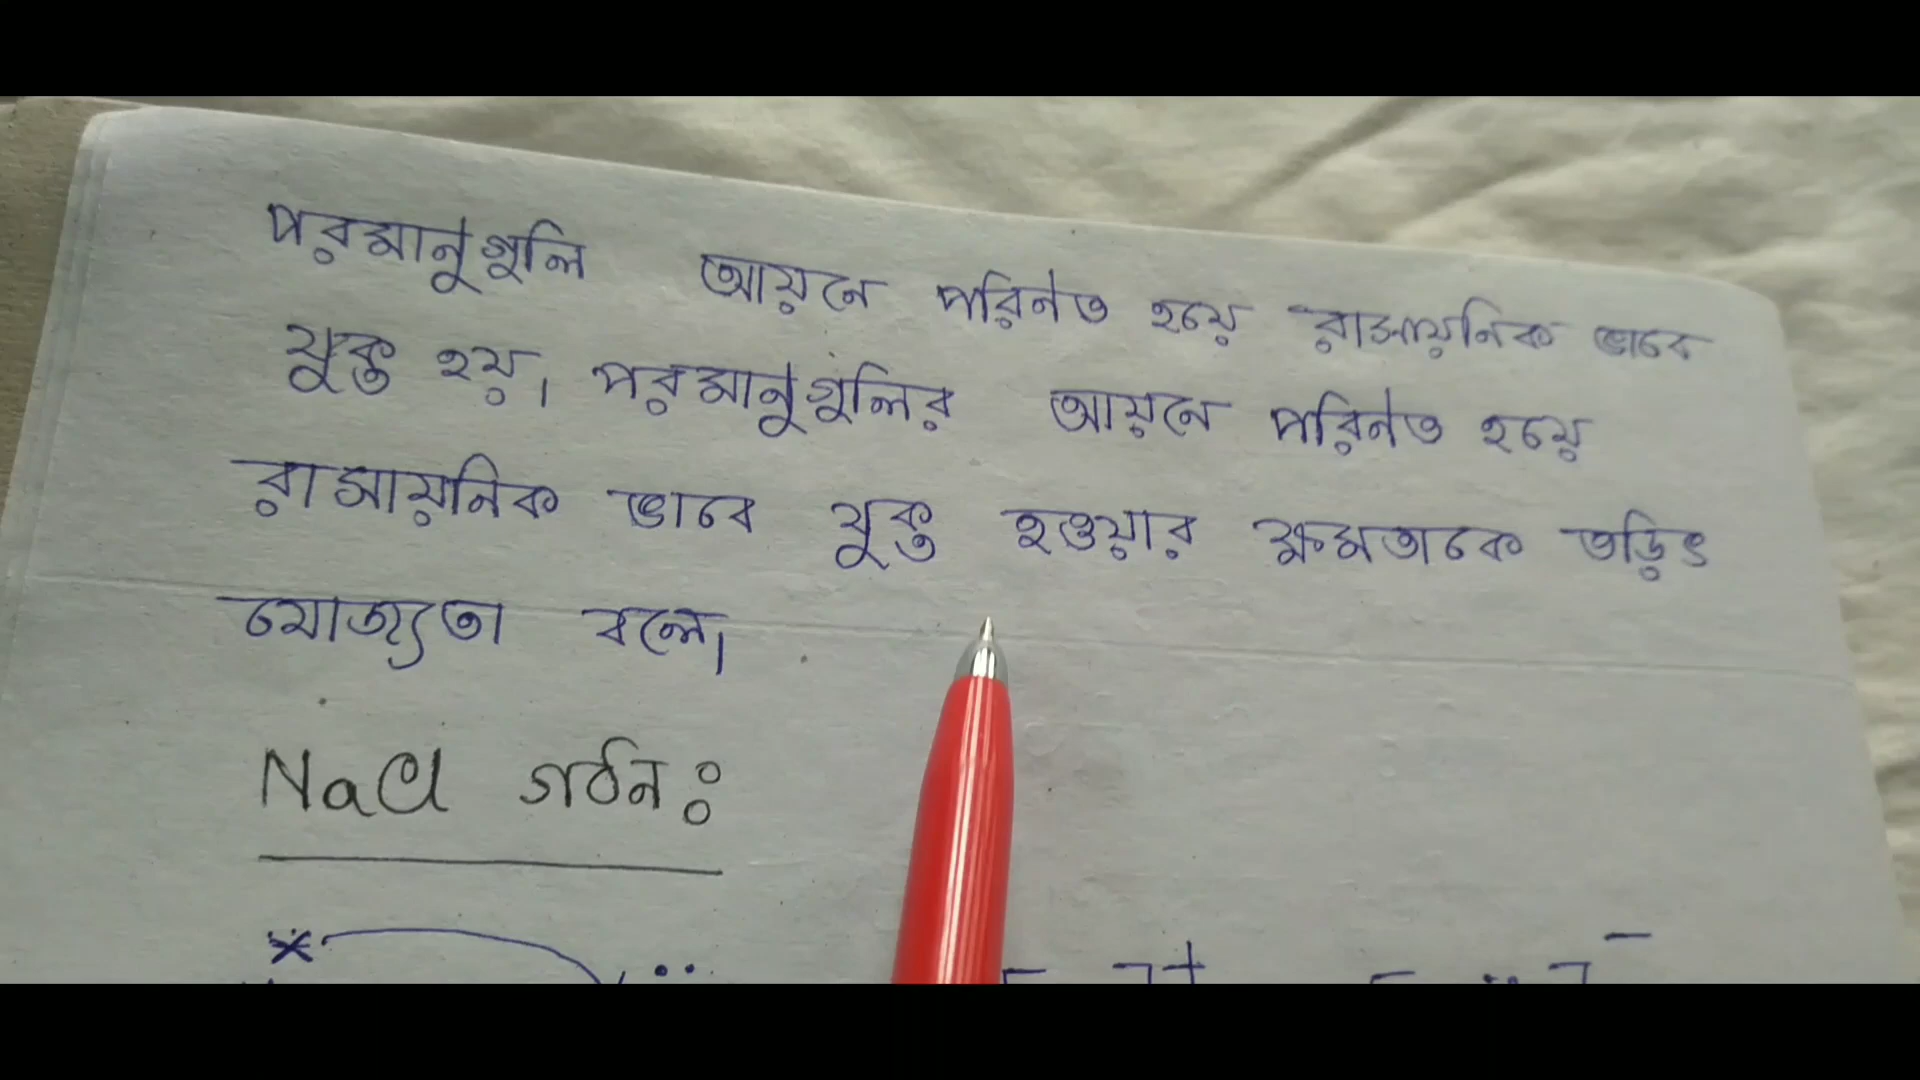 পরমানুগুলি আয়নে পরিনত হয়ে রাসায়নিক ভাবে
যুক্ত হয়। পরমানুগুলির আয়নে পরিনত হয়ে
রাসায়নিক ভাবে যুক্ত হওয়ার ক্ষমতাকে তড়িৎ
যোজ্যতা বলে।
NaCl গঠন: